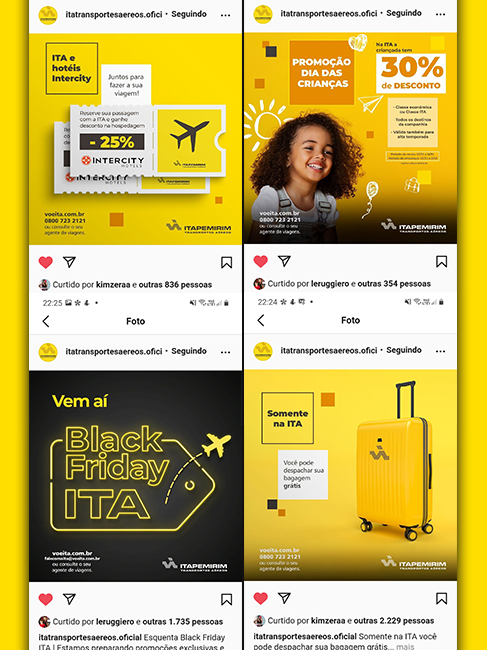 itatransportesaereos.ofici • Seguindo
ITA e
hotéis
Intercity
Juntos para
fazer a sua
viagem!
Reserve sua passagem
com a ITA e ganhe
desconto na hospedagem
- 25%
INTERCITY
HOTELS
ITAPEMIRIM
INTERCITY
HOTELS
voeita.com.br
0800 723 2121
ou consulte o seu
agente de viagens.
ITAPEMIRIM
TRANSPORTES AÉREOS
Curtido por kimzeraa e outras 836 pessoas
itatransportesaereos.ofici • Seguindo
PROMOÇÃO
DIA DAS
CRIANÇAS
Na ITA a
criançada tem
30%
de DESCONTO
- Classe econômica
ou Classe ITA
- Todos os destinos
da companhia
- Válido também para
alta temporada
voeita.com.br
0800 723 2121
ou consulte o seu
agente de viagens.
ITAPEMIRIM
TRANSPORTES AÉREOS
Curtido por leruggiero e outras 354 pessoas
22:25
Foto
itatransportesaereos.ofici • Seguindo
Vem aí
Black
Friday
ITA
voeita.com.br
faleconosco@voeita.com.br
ou consulte o seu
agente de viagens.
ITAPEMIRIM
TRANSPORTES AÉREOS
Curtido por leruggiero e outras 1.735 pessoas
itatransportesaereos.oficial Esquenta Black Friday
ITA | Estamos preparando promoções exclusivas e
22:24
Foto
itatransportesaereos.ofici • Seguindo
Somente
na ITA
Você pode
despachar sua
bagagem
grátis
voeita.com.br
0800 723 2121
ou consulte o seu
agente de viagens.
ITAPEMIRIM
TRANSPORTES AÉREOS
Curtido por kimzeraa e outras 2.229 pessoas
itatransportesaereos.oficial Somente na ITA você
pode despachar sua bagagem grátis... mais